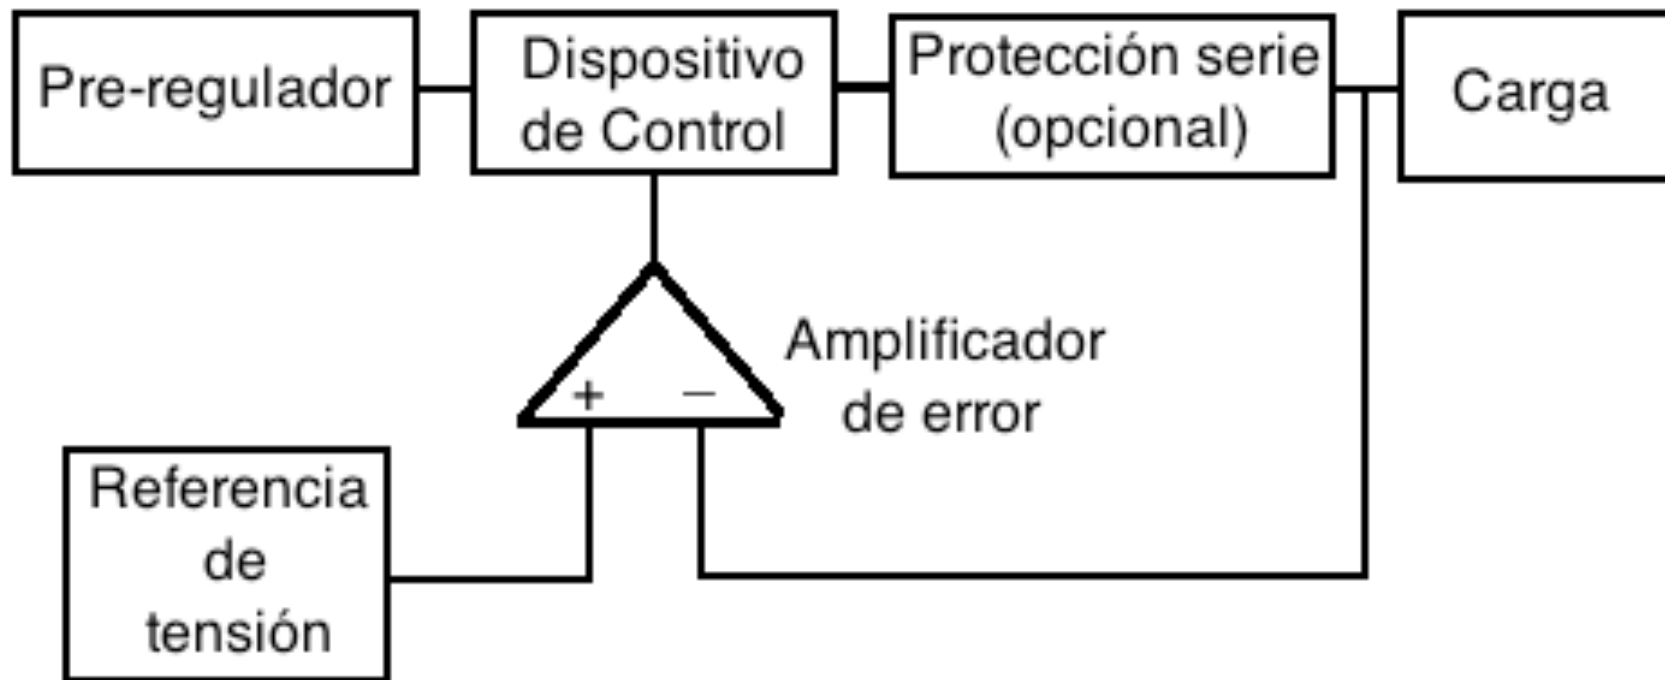 Pre-regulador
Dispositivo
de Control
Protección serie
(opcional)
Carga
+
−
Amplificador
de error
Referencia
de
tensión